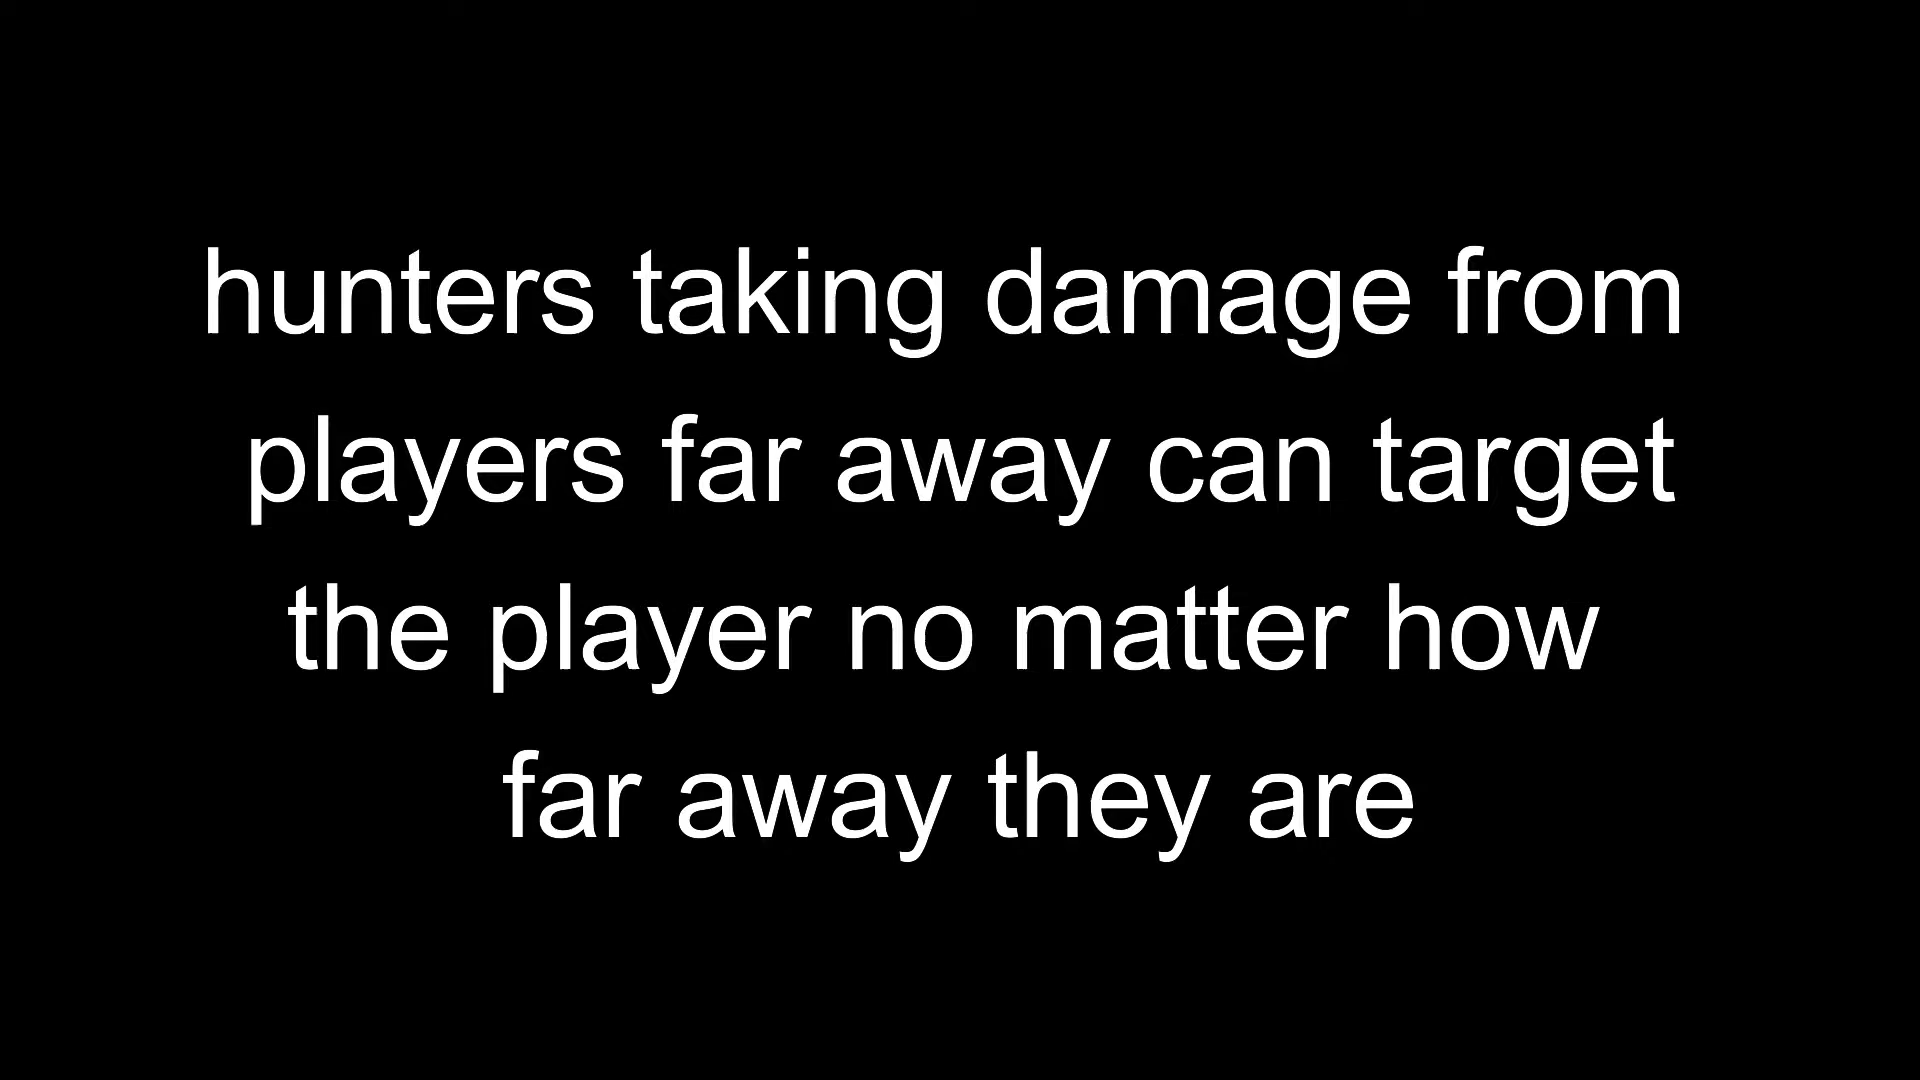 hunters taking damage from
players far away can target
the player no matter how
far away they are